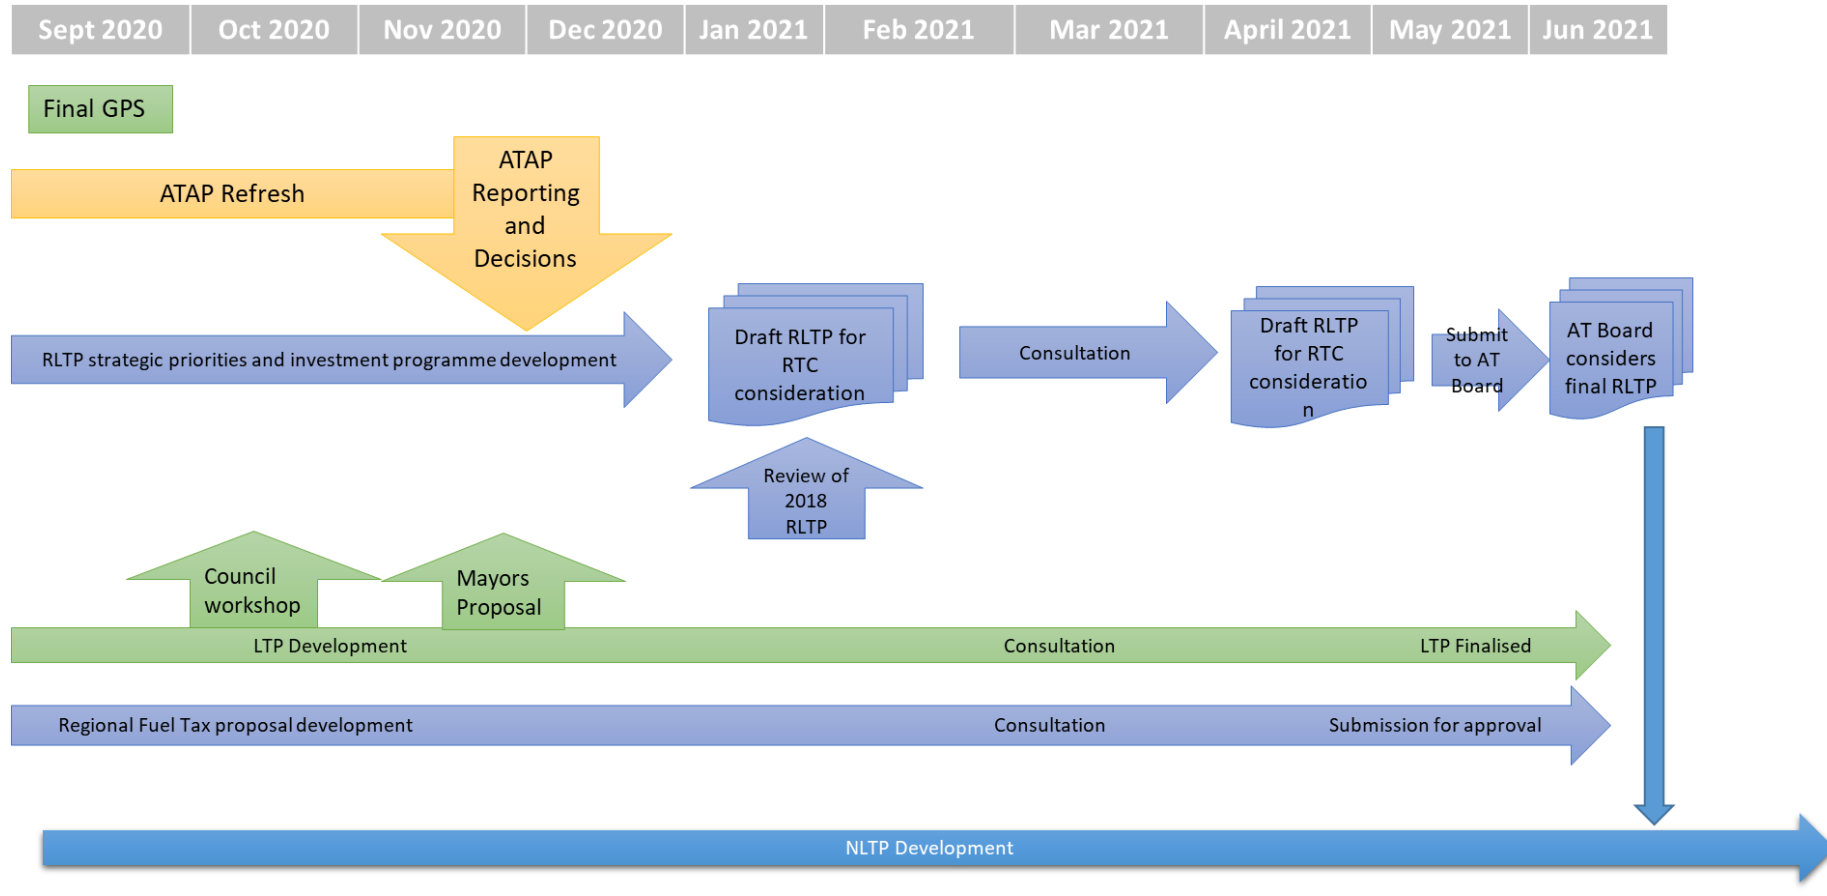 Sept 2020 Oct 2020 Nov 2020 Dec 2020 Jan 2021 Feb 2021 Mar 2021 April 2021 May 2021 Jun 2021
Final GPS
ATAP Refresh
ATAP
Reporting
and
Decisions
RLTP strategic priorities and investment programme development
Draft RLTP for
RTC
consideration
Consultation
Draft RLTP
for RTC
consideratio
n
Submit
to AT
Board
AT Board
considers
final RLTP
Review of
2018
RLTP
Council
workshop
Mayors
Proposal
LTP Development
Consultation
LTP Finalised
Regional Fuel Tax proposal development
Consultation
Submission for approval
NLTP Development